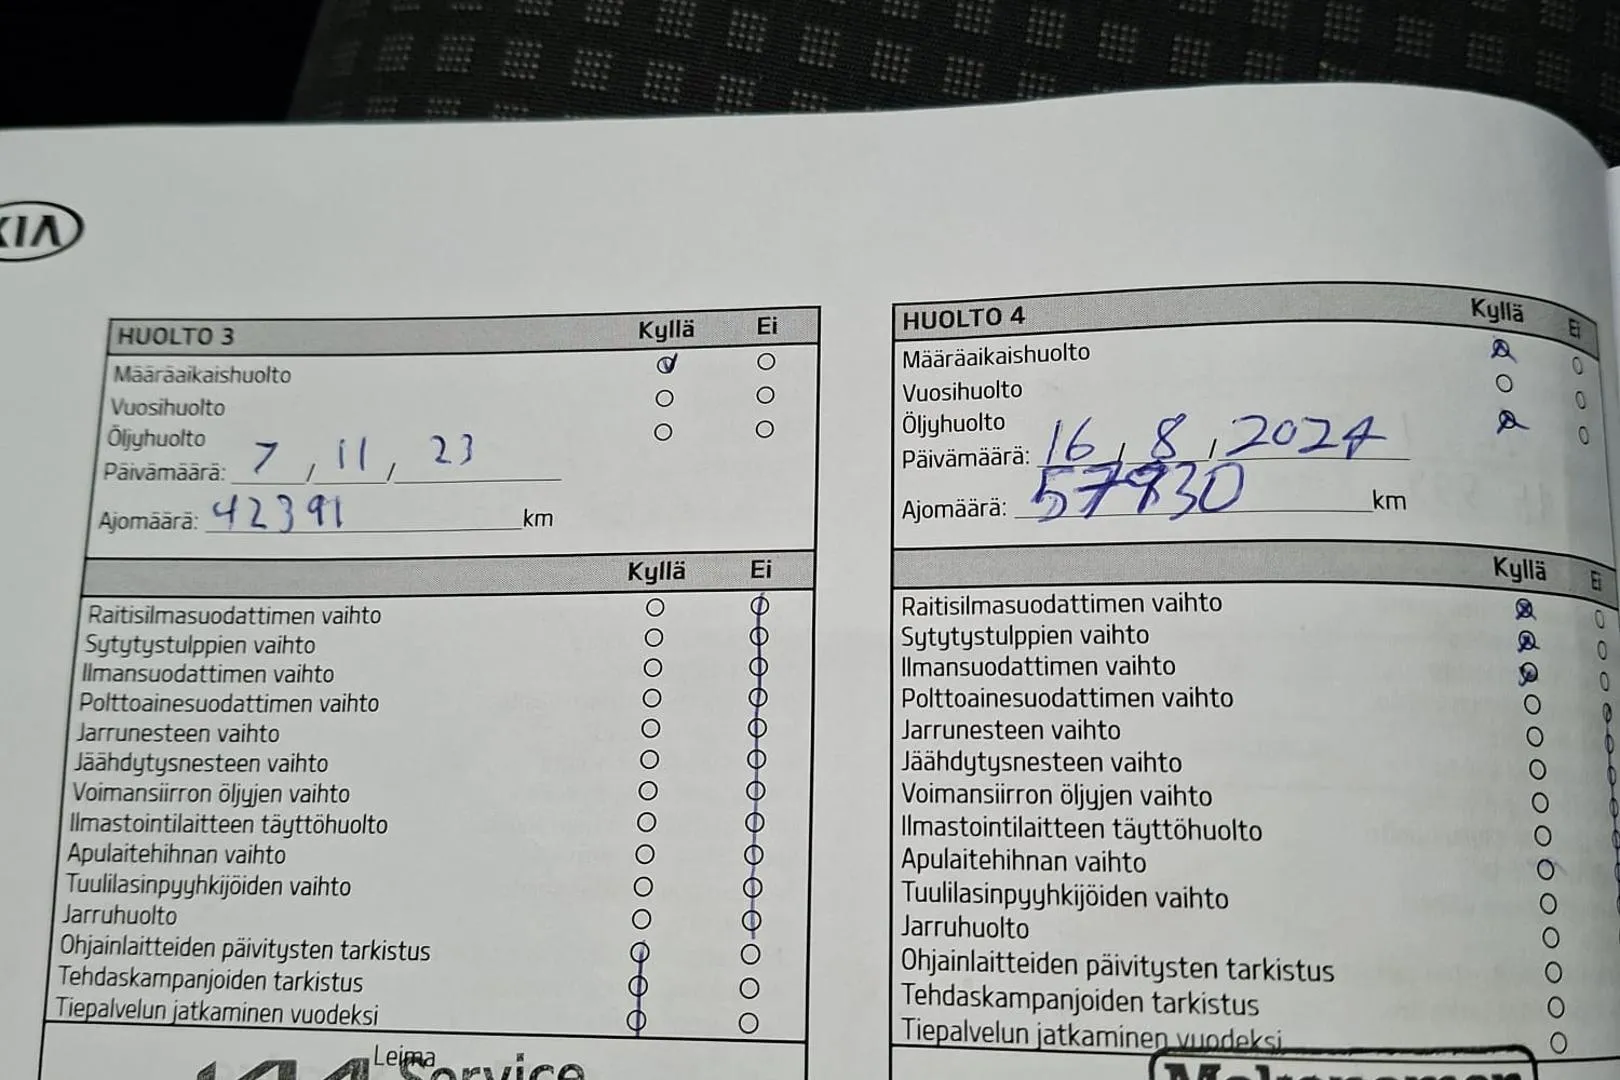 KIA
HUOLTO 3 Kyllä Ei
Määräaikaishuolto
Vuosihuolto
Öljyhuolto
Päivämäärä: 7 / 11 / 23
Ajomäärä: 42391 km
Kyllä Ei
Raitisilmasuodattimen vaihto
Sytytystulppien vaihto
Ilmansuodattimen vaihto
Polttoainesuodattimen vaihto
Jarrunesteen vaihto
Jäähdytysnesteen vaihto
Voimansiirron öljyjen vaihto
Ilmastointilaitteen täyttöhuolto
Apulaitehihnan vaihto
Tuulilasinpyyhkijöiden vaihto
Jarruhuolto
Ohjainlaitteiden päivitysten tarkistus
Tehdaskampanjoiden tarkistus
Tiepalvelun jatkaminen vuodeksi
Leima
Service
HUOLTO 4 Kyllä Ei
Määräaikaishuolto
Vuosihuolto
Öljyhuolto
Päivämäärä: 16 / 8 / 2024
Ajomäärä: 57930 km
Kyllä Ei
Raitisilmasuodattimen vaihto
Sytytystulppien vaihto
Ilmansuodattimen vaihto
Polttoainesuodattimen vaihto
Jarrunesteen vaihto
Jäähdytysnesteen vaihto
Voimansiirron öljyjen vaihto
Ilmastointilaitteen täyttöhuolto
Apulaitehihnan vaihto
Tuulilasinpyyhkijöiden vaihto
Jarruhuolto
Ohjainlaitteiden päivitysten tarkistus
Tehdaskampanjoiden tarkistus
Tiepalvelun jatkaminen vuodeksi
Mekonomen